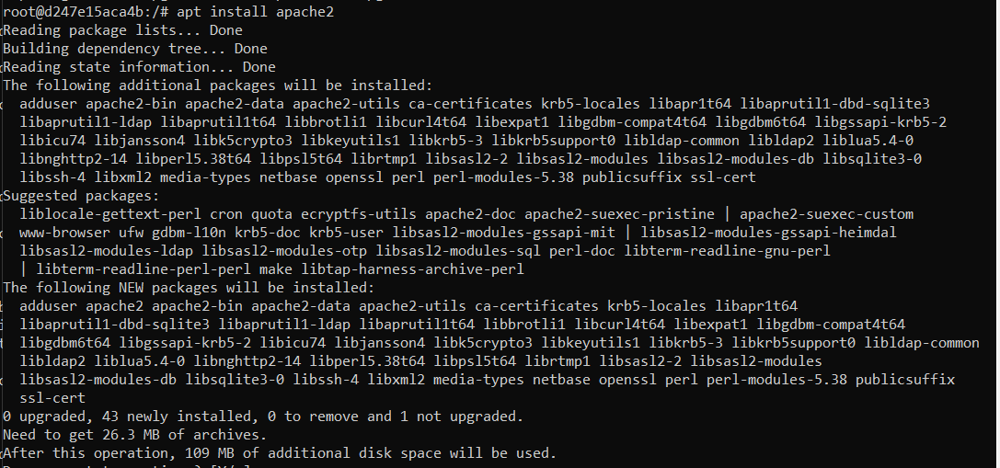 root@d247e15aca4b:/# apt install apache2
Reading package lists... Done
Building dependency tree... Done
Reading state information... Done
The following additional packages will be installed:
adduser apache2-bin apache2-data apache2-utils ca-certificates krb5-locales libapr1t64 libaprutil1-dbd-sqlite3
libaprutil1-ldap libaprutil1t64 libbrotli1 libcurl4t64 libexpat1 libgdbm-compat4t64 libgdbm6t64 libgssapi-krb5-2
libicu74 libjansson4 libk5crypto3 libkeyutils1 libkrb5-3 libkrb5support0 libldap-common libldap2 liblua5.4-0
libnghttp2-14 libperl5.38t64 libpsl5t64 librtmp1 libsasl2-2 libsasl2-modules libsasl2-modules-db libsqlite3-0
libssh-4 libxml2 media-types netbase openssl perl perl-modules-5.38 publicsuffix ssl-cert
Suggested packages:
liblocale-gettext-perl cron quota ecryptfs-utils apache2-doc apache2-suexec-pristine | apache2-suexec-custom
www-browser ufw gdbm-l10n krb5-doc krb5-user libsasl2-modules-gssapi-mit | libsasl2-modules-gssapi-heimdal
libsasl2-modules-ldap libsasl2-modules-otp libsasl2-modules-sql perl-doc libterm-readline-gnu-perl
| libterm-readline-perl-perl make libtap-harness-archive-perl
The following NEW packages will be installed:
adduser apache2 apache2-bin apache2-data apache2-utils ca-certificates krb5-locales libapr1t64
libaprutil1-dbd-sqlite3 libaprutil1-ldap libaprutil1t64 libbrotli1 libcurl4t64 libexpat1 libgdbm-compat4t64
libgdbm6t64 libgssapi-krb5-2 libicu74 libjansson4 libk5crypto3 libkeyutils1 libkrb5-3 libkrb5support0 libldap-common
libldap2 liblua5.4-0 libnghttp2-14 libperl5.38t64 libpsl5t64 librtmp1 libsasl2-2 libsasl2-modules
libsasl2-modules-db libsqlite3-0 libssh-4 libxml2 media-types netbase openssl perl perl-modules-5.38 publicsuffix
ssl-cert
0 upgraded, 43 newly installed, 0 to remove and 1 not upgraded.
Need to get 26.3 MB of archives.
After this operation, 109 MB of additional disk space will be used.